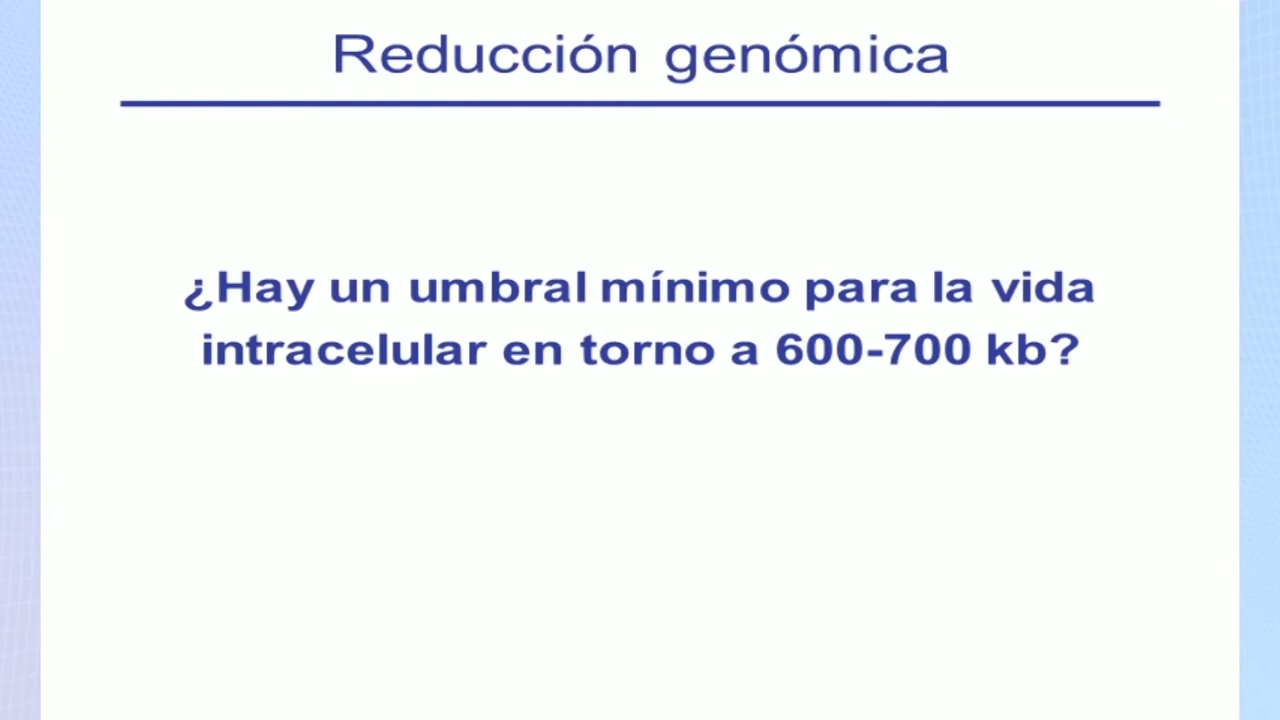 Reducción genómica
¿Hay un umbral mínimo para la vida
intracelular en torno a 600-700 kb?